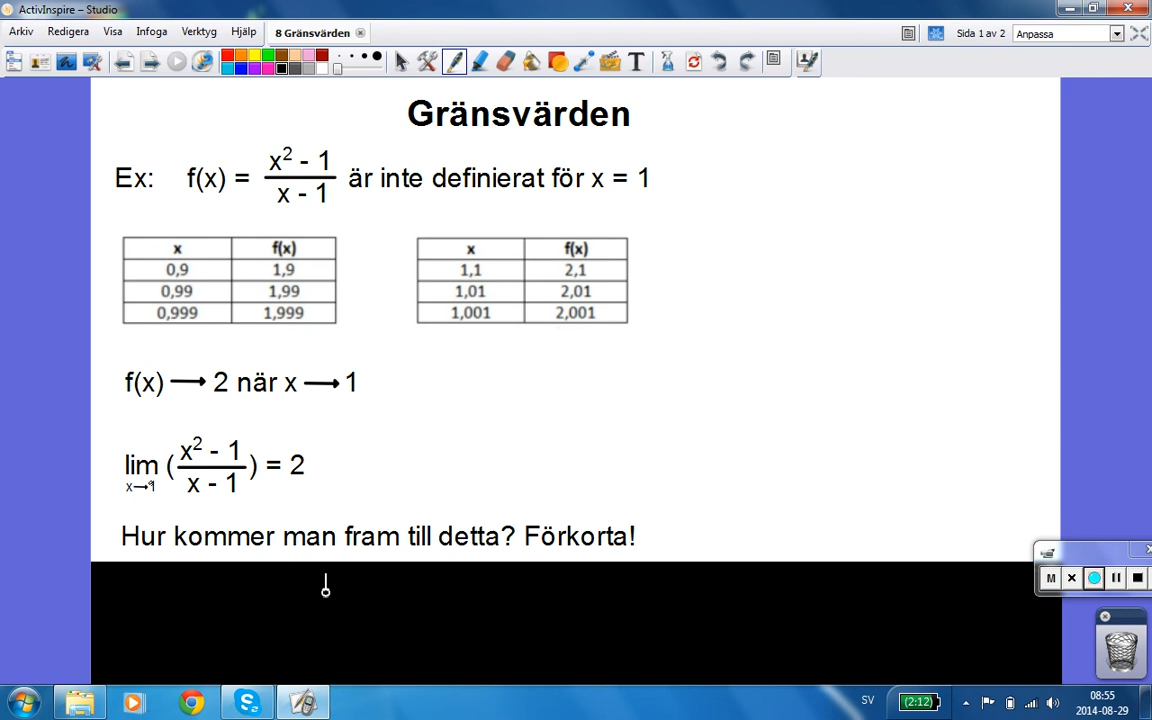 ActivInspire – Studio
Arkiv Redigera Visa Infoga Verktyg Hjälp 8 Gränsvärden Sida 1 av 2 Anpassa
Gränsvärden
Ex: f(x) = (x² - 1)/(x - 1) är inte definierat för x = 1
x f(x)
0,9 1,9
0,99 1,99
0,999 1,999
x f(x)
1,1 2,1
1,01 2,01
1,001 2,001
f(x) → 2 när x → 1
lim x→1 ((x² - 1)/(x - 1)) = 2
Hur kommer man fram till detta? Förkorta!
M
SV (2:12) 08:55
2014-08-29